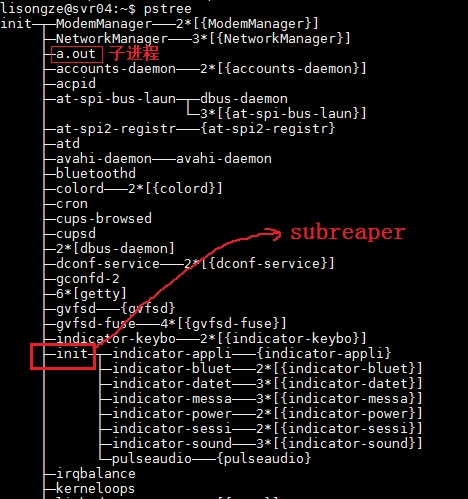 lisongze@svr04:~$ pstree
init─┬─ModemManager───2*[{ModemManager}]
     ├─NetworkManager───3*[{NetworkManager}]
     ├─a.out 子进程
     ├─accounts-daemon───2*[{accounts-daemon}]
     ├─acpid
     ├─at-spi-bus-laun─┬─dbus-daemon
     │                 └─3*[{at-spi-bus-laun}]
     ├─at-spi2-registr───{at-spi2-registr}
     ├─atd
     ├─avahi-daemon───avahi-daemon
     ├─bluetoothd
     ├─colord───2*[{colord}]
     ├─cron
     ├─cups-browsed
     ├─cupsd subreaper
     ├─2*[dbus-daemon]
     ├─dconf-service───2*[{dconf-service}]
     ├─gconfd-2
     ├─6*[getty]
     ├─gvfsd───{gvfsd}
     ├─gvfsd-fuse───4*[{gvfsd-fuse}]
     ├─indicator-keybo───2*[{indicator-keybo}]
     ├─init─┬─indicator-appli───{indicator-appli}
     │      ├─indicator-bluet───2*[{indicator-bluet}]
     │      ├─indicator-datet───3*[{indicator-datet}]
     │      ├─indicator-messa───3*[{indicator-messa}]
     │      ├─indicator-power───2*[{indicator-power}]
     │      ├─indicator-sessi───2*[{indicator-sessi}]
     │      ├─indicator-sound───3*[{indicator-sound}]
     │      └─pulseaudio───{pulseaudio}
     ├─irqbalance
     ├─kerneloops